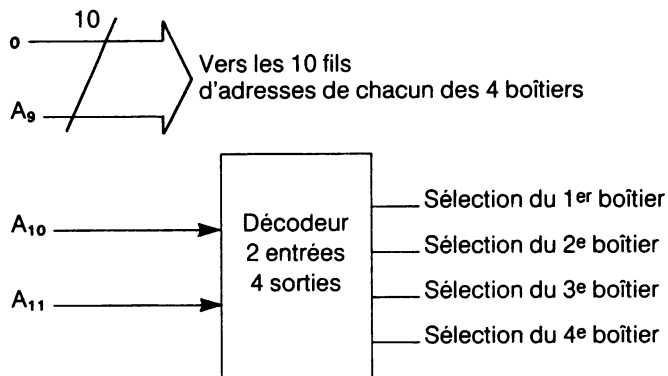 10
0
Vers les 10 fils
d'adresses de chacun des 4 boîtiers
A9
Décodeur
2 entrées
4 sorties
A10
A11
Sélection du 1er boîtier
Sélection du 2e boîtier
Sélection du 3e boîtier
Sélection du 4e boîtier